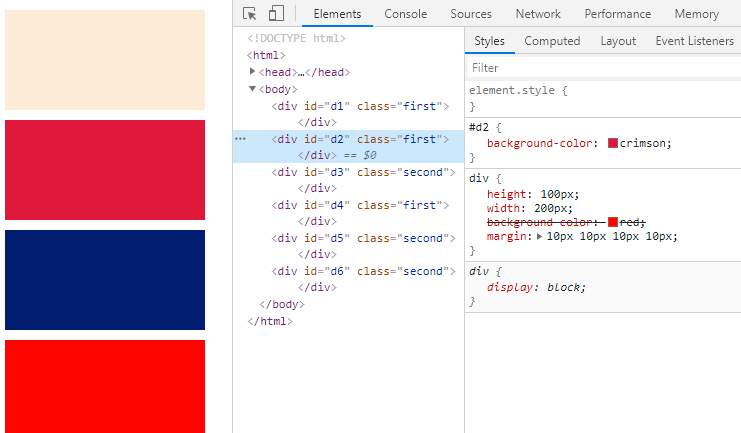 Elements Console Sources Network Performance Memory
<!DOCTYPE html>
<html>
<head>…</head>
<body>
<div id="d1" class="first">
</div>
<div id="d2" class="first">
</div> == $0
<div id="d3" class="second">
</div>
<div id="d4" class="first">
</div>
<div id="d5" class="second">
</div>
<div id="d6" class="second">
</div>
</body>
</html>
Styles Computed Layout Event Listeners
Filter
element.style {
}
#d2 {
background-color: crimson;
}
div {
height: 100px;
width: 200px;
background-color: red;
margin: 10px 10px 10px 10px;
}
div {
display: block;
}